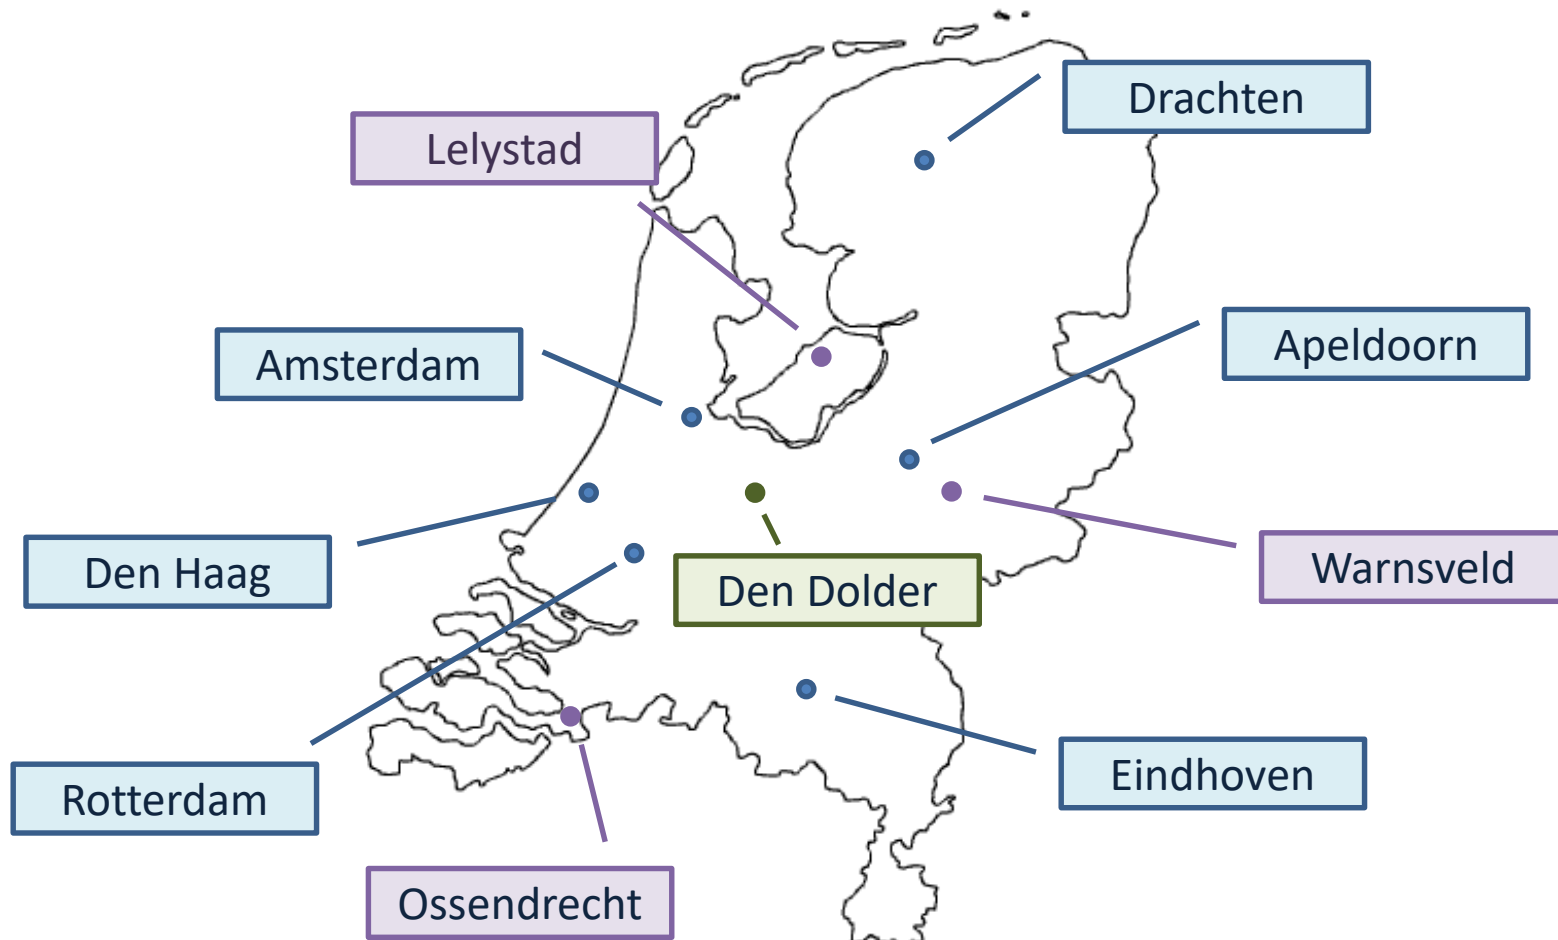 Drachten
Lelystad
Amsterdam
Apeldoorn
Den Haag
Den Dolder
Warnsveld
Rotterdam
Eindhoven
Ossendrecht